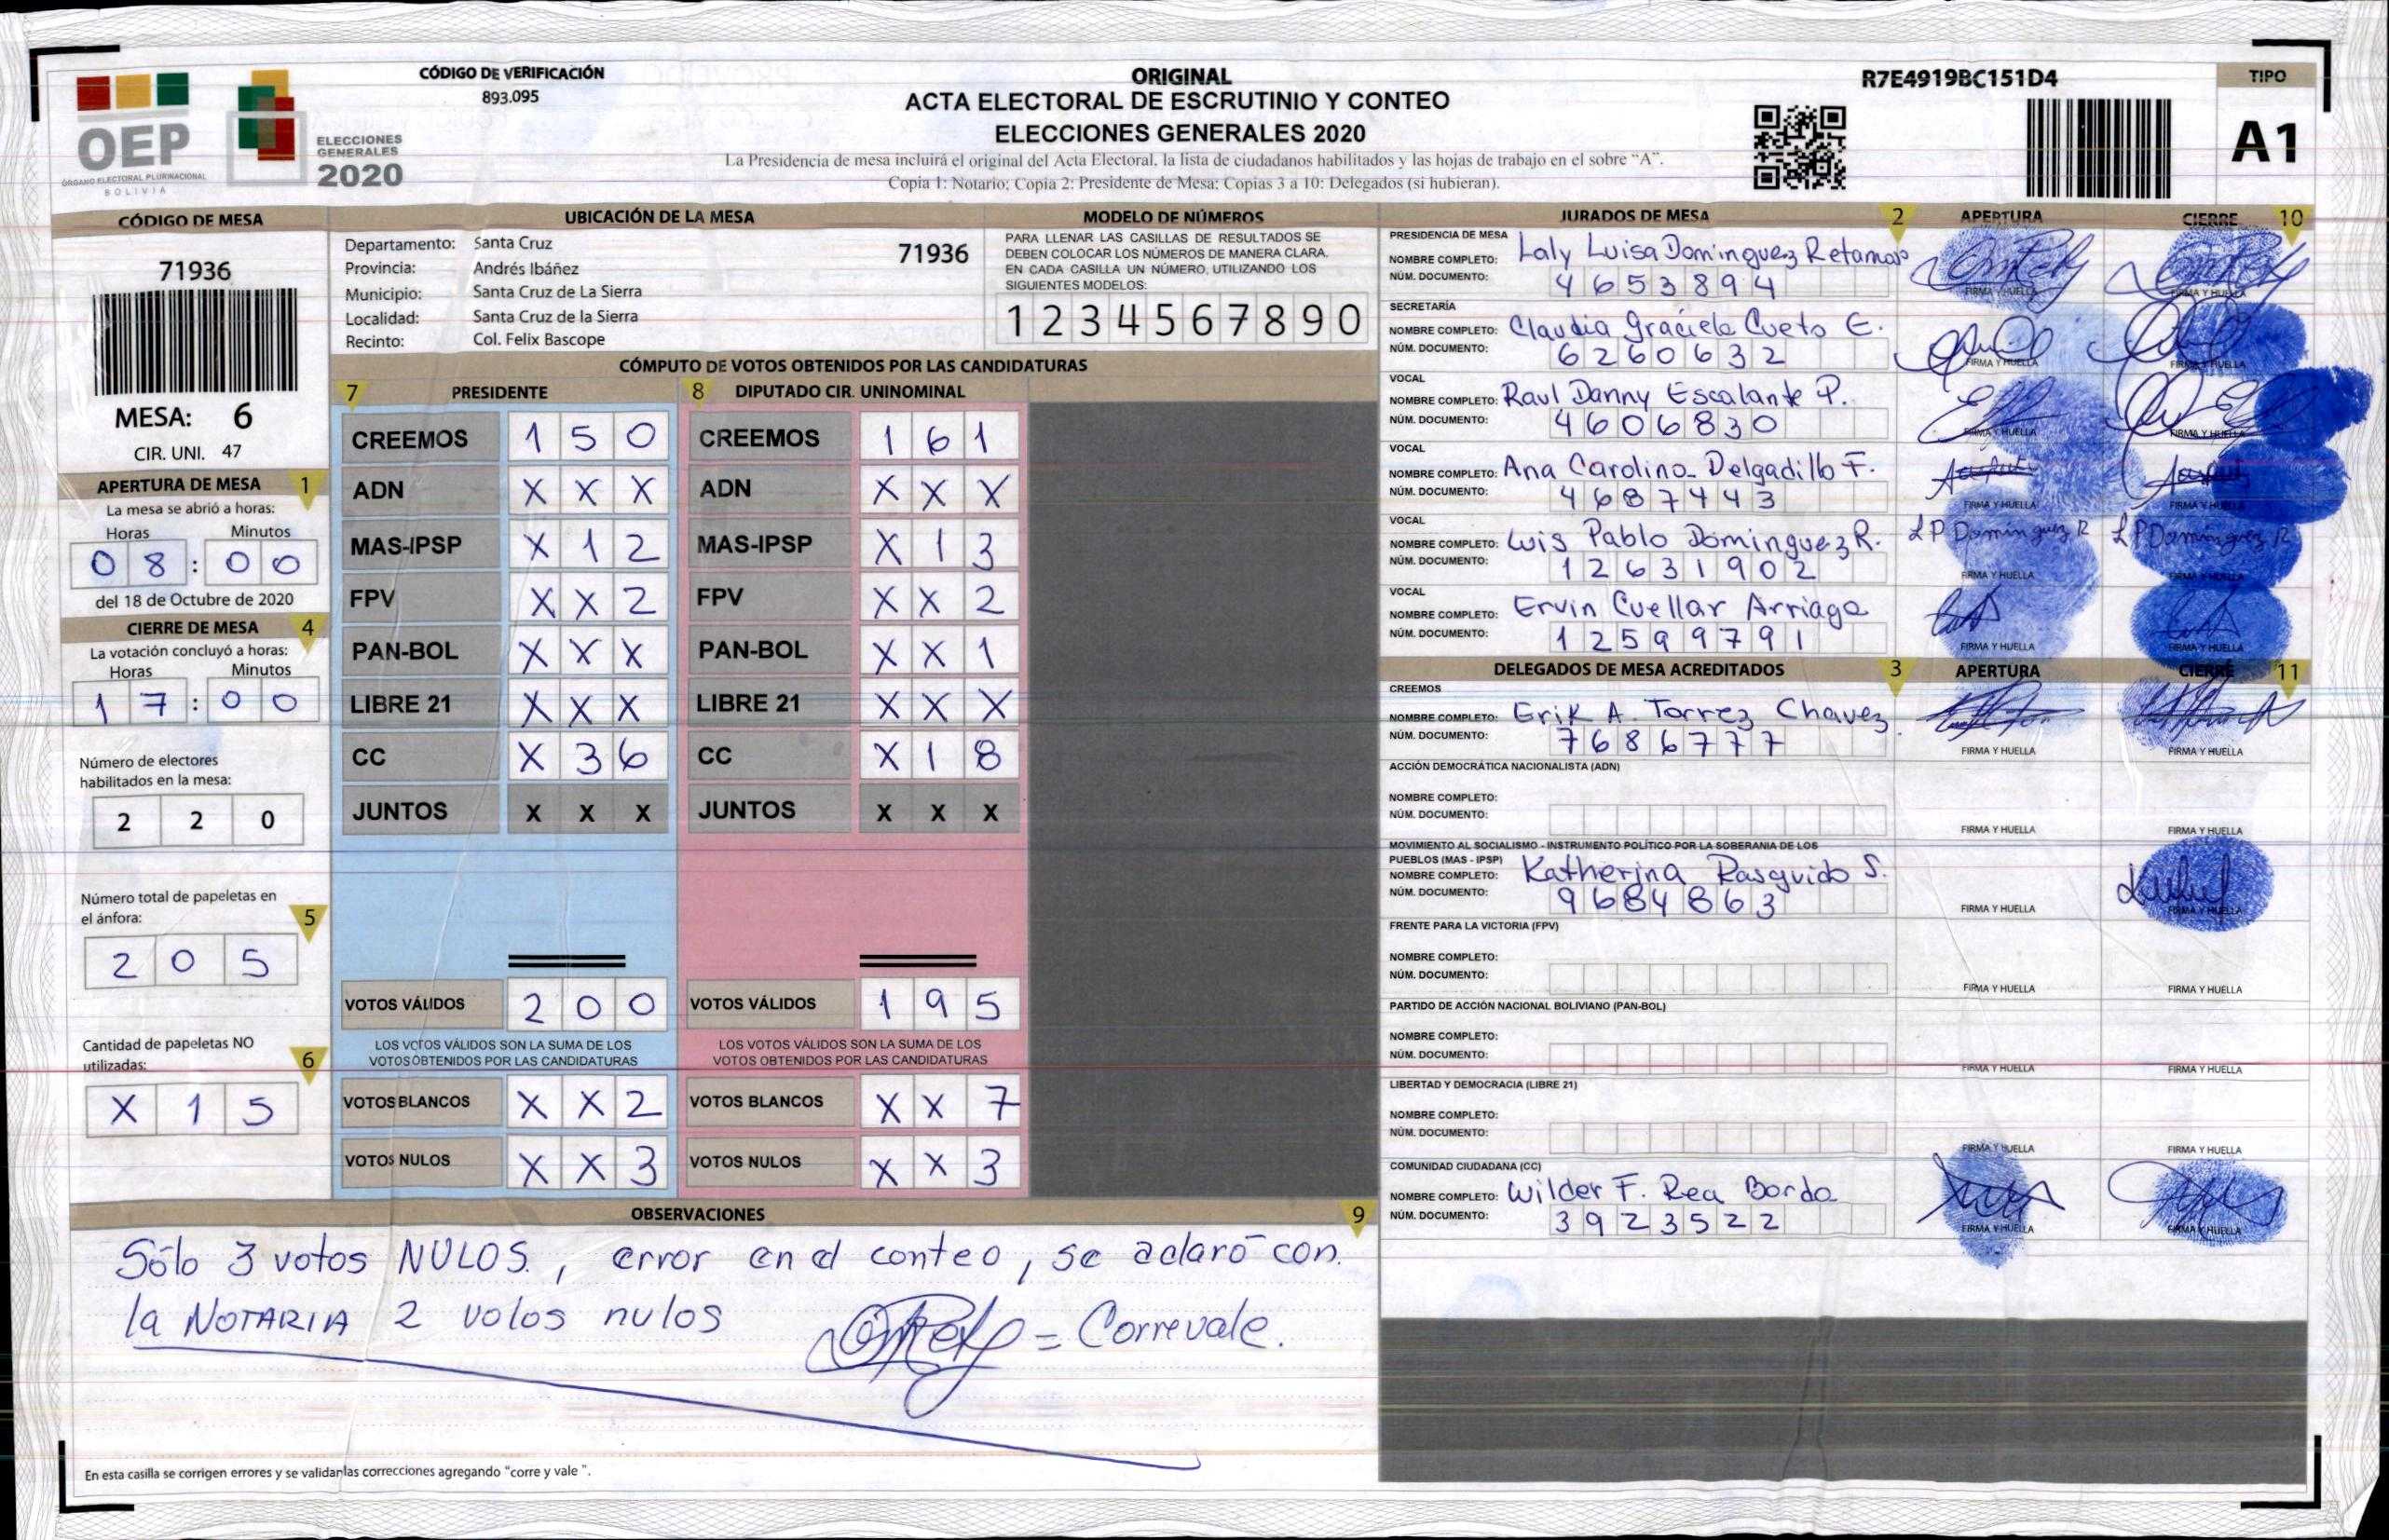 OEP
ÓRGANO ELECTORAL PLURINACIONAL
BOLIVIA
ELECCIONES
GENERALES
2020
CÓDIGO DE VERIFICACIÓN
893.095
ORIGINAL
ACTA ELECTORAL DE ESCRUTINIO Y CONTEO
ELECCIONES GENERALES 2020
La Presidencia de mesa incluirá el original del Acta Electoral, la lista de ciudadanos habilitados y las hojas de trabajo en el sobre “A”.
Copia 1: Notario; Copia 2: Presidente de Mesa; Copias 3 a 10: Delegados (si hubieran).
R7E4919BC151D4
TIPO
A1
CÓDIGO DE MESA
71936
MESA: 6
CIR. UNI. 47
APERTURA DE MESA 1
La mesa se abrió a horas:
Horas Minutos
0 8 : 0 0
del 18 de Octubre de 2020
CIERRE DE MESA 4
La votación concluyó a horas:
Horas Minutos
1 7 : 0 0
Número de electores
habilitados en la mesa:
2 2 0
Número total de papeletas en
el ánfora: 5
2 0 5
Cantidad de papeletas NO
utilizadas: 6
X 1 5
UBICACIÓN DE LA MESA
Departamento: Santa Cruz 71936
Provincia: Andrés Ibáñez
Municipio: Santa Cruz de La Sierra
Localidad: Santa Cruz de la Sierra
Recinto: Col. Felix Bascope
MODELO DE NÚMEROS
PARA LLENAR LAS CASILLAS DE RESULTADOS SE
DEBEN COLOCAR LOS NÚMEROS DE MANERA CLARA,
EN CADA CASILLA UN NÚMERO, UTILIZANDO LOS
SIGUIENTES MODELOS:
1 2 3 4 5 6 7 8 9 0
CÓMPUTO DE VOTOS OBTENIDOS POR LAS CANDIDATURAS
7 PRESIDENTE 8 DIPUTADO CIR. UNINOMINAL
CREEMOS 1 5 0 CREEMOS 1 6 1
ADN X X X ADN X X X
MAS-IPSP X 1 2 MAS-IPSP X 1 3
FPV X X 2 FPV X X 2
PAN-BOL X X X PAN-BOL X X 1
LIBRE 21 X X X LIBRE 21 X X X
CC X 3 6 CC X 1 8
JUNTOS X X X JUNTOS X X X
VOTOS VÁLIDOS 2 0 0 VOTOS VÁLIDOS 1 9 5
LOS VOTOS VÁLIDOS SON LA SUMA DE LOS LOS VOTOS VÁLIDOS SON LA SUMA DE LOS
VOTOS OBTENIDOS POR LAS CANDIDATURAS VOTOS OBTENIDOS POR LAS CANDIDATURAS
VOTOS BLANCOS X X 2 VOTOS BLANCOS X X 7
VOTOS NULOS X X 3 VOTOS NULOS X X 3
OBSERVACIONES 9
Sólo 3 votos NULOS, error en el conteo, se aclaró con
la NOTARIA 2 votos nulos = Corre vale.
En esta casilla se corrigen errores y se validan las correcciones agregando “corre y vale ”.
JURADOS DE MESA 2 APERTURA CIERRE 10
PRESIDENCIA DE MESA
NOMBRE COMPLETO: Laly Luisa Dominguez Retamas
NÚM. DOCUMENTO: 4653894 FIRMA Y HUELLA FIRMA Y HUELLA
SECRETARÍA
NOMBRE COMPLETO: Claudia Graciela Cueto E.
NÚM. DOCUMENTO: 6260632 FIRMA Y HUELLA FIRMA Y HUELLA
VOCAL
NOMBRE COMPLETO: Raul Danny Escalante P.
NÚM. DOCUMENTO: 4606830 FIRMA Y HUELLA FIRMA Y HUELLA
VOCAL
NOMBRE COMPLETO: Ana Carolina Delgadillo F.
NÚM. DOCUMENTO: 4687443 FIRMA Y HUELLA FIRMA Y HUELLA
VOCAL
NOMBRE COMPLETO: Luis Pablo Dominguez R. L P Dominguez R L P Dominguez R
NÚM. DOCUMENTO: 12631902 FIRMA Y HUELLA FIRMA Y HUELLA
VOCAL
NOMBRE COMPLETO: Ervin Cuellar Arriaga
NÚM. DOCUMENTO: 12599791 FIRMA Y HUELLA FIRMA Y HUELLA
DELEGADOS DE MESA ACREDITADOS 3 APERTURA CIERRE 11
CREEMOS
NOMBRE COMPLETO: Erik A. Torrez Chavez
NÚM. DOCUMENTO: 7686777 FIRMA Y HUELLA FIRMA Y HUELLA
ACCIÓN DEMOCRÁTICA NACIONALISTA (ADN)
NOMBRE COMPLETO:
NÚM. DOCUMENTO: FIRMA Y HUELLA FIRMA Y HUELLA
MOVIMIENTO AL SOCIALISMO - INSTRUMENTO POLÍTICO POR LA SOBERANIA DE LOS
PUEBLOS (MAS - IPSP)
NOMBRE COMPLETO: Katherina Rasguido S.
NÚM. DOCUMENTO: 9684863 FIRMA Y HUELLA FIRMA Y HUELLA
FRENTE PARA LA VICTORIA (FPV)
NOMBRE COMPLETO:
NÚM. DOCUMENTO: FIRMA Y HUELLA FIRMA Y HUELLA
PARTIDO DE ACCIÓN NACIONAL BOLIVIANO (PAN-BOL)
NOMBRE COMPLETO:
NÚM. DOCUMENTO: FIRMA Y HUELLA FIRMA Y HUELLA
LIBERTAD Y DEMOCRACIA (LIBRE 21)
NOMBRE COMPLETO:
NÚM. DOCUMENTO: FIRMA Y HUELLA FIRMA Y HUELLA
COMUNIDAD CIUDADANA (CC)
NOMBRE COMPLETO: Wilder F. Rea Borda
NÚM. DOCUMENTO: 3923522 FIRMA Y HUELLA FIRMA Y HUELLA